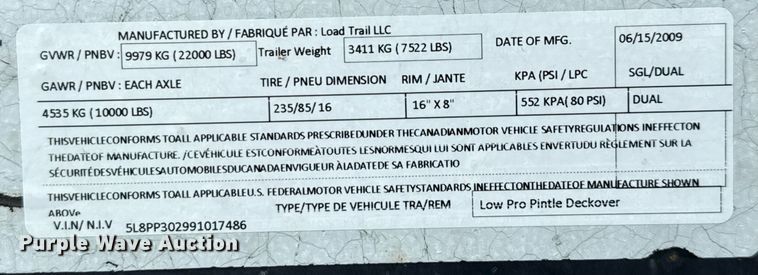 MANUFACTURED BY / FABRIQUÉ PAR : Load Trail LLC
GVWR / PNBV : 9979 KG (22000 LBS) Trailer Weight 3411 KG (7522 LBS) DATE OF MFG. 06/15/2009
GAWR / PNBV : EACH AXLE TIRE / PNEU DIMENSION RIM / JANTE KPA (PSI / LPC SGL/DUAL
4535 KG (10000 LBS) 235/85/16 16" X 8" 552 KPA( 80 PSI) DUAL
THISVEHICLECONFORMS TOALL APPLICABLE STANDARDS PRESCRIBEDUNDER THECANADIANMOTOR VEHICLE SAFETYREGULATIONS INEFFECTON
THEDATEOF MANUFACTURE. /CEVÉHICULE ESTCONFORMEÀTOUTES LESNORMESQUI LUI SONT APPLICABLES ENVERTUDU RÈGLEMENT SUR LA
SÉCURITÉDESVÉHICULESAUTOMOBILESDUCANADAENVIGUEUR ÀLADATEDE SA FABRICATIO
THISVEHICLECONFORMS TOALL APPLICABLEU.S. FEDERALMOTOR VEHICLE SAFETYSTANDARDS INEFFECTONTHEDATEOF MANUFACTURE SHOWN
ABOVe
V.I.N/ N.I.V 5L8PP302991017486 TYPE/TYPE DE VEHICULE TRA/REM Low Pro Pintle Deckover
Purple Wave Auction